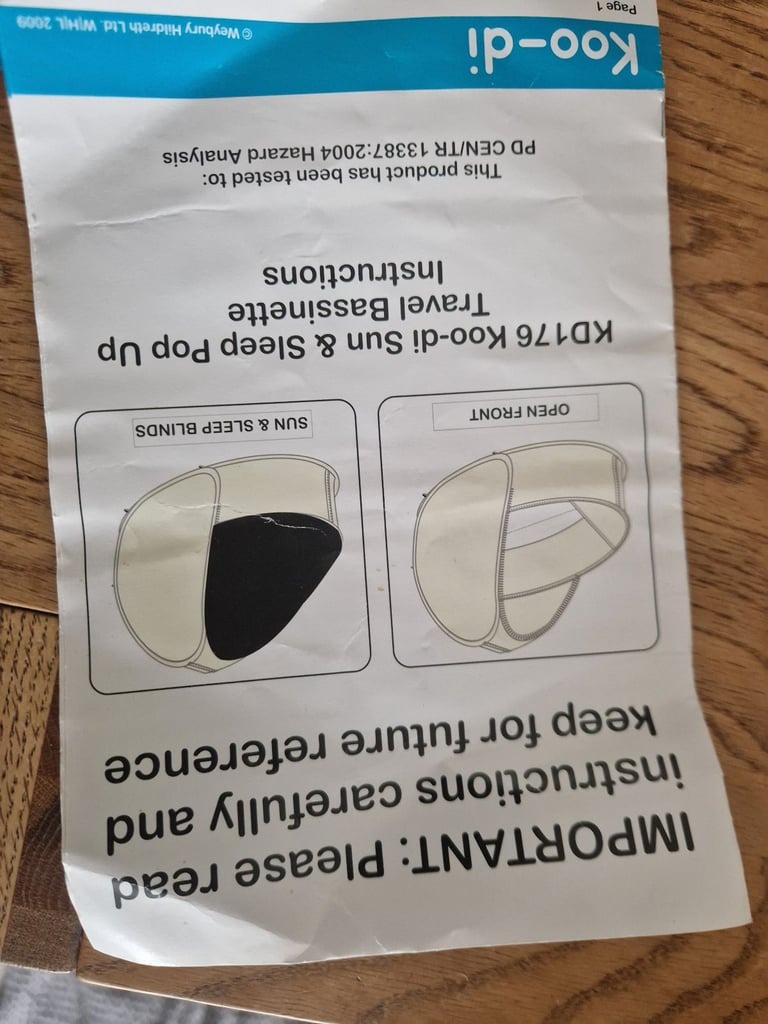 IMPORTANT: Please read
instructions carefully and
keep for future reference
OPEN FRONT
SUN & SLEEP BLINDS
KD176 Koo-di Sun & Sleep Pop Up
Travel Bassinette
Instructions
This product has been tested to:
PD CEN/TR 13387:2004 Hazard Analysis
Koo-di
© Weybury Hildreth Ltd. W|H|L 2009
Page 1